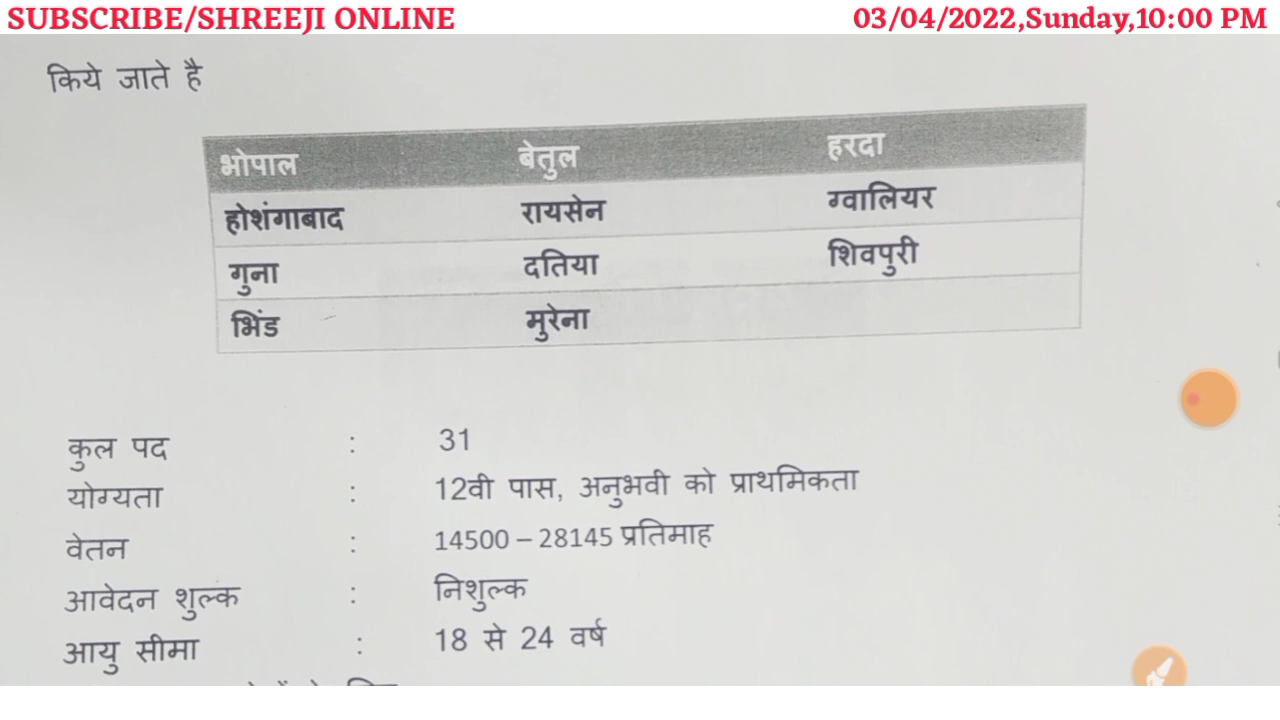 SUBSCRIBE/SHREEJI ONLINE 03/04/2022,Sunday,10:00 PM
किये जाते है
भोपाल बेतुल हरदा
होशंगाबाद रायसेन ग्वालियर
गुना दतिया शिवपुरी
भिंड मुरेना
कुल पद : 31
योग्यता : 12वी पास, अनुभवी को प्राथमिकता
वेतन : 14500 – 28145 प्रतिमाह
आवेदन शुल्क : निशुल्क
आयु सीमा : 18 से 24 वर्ष